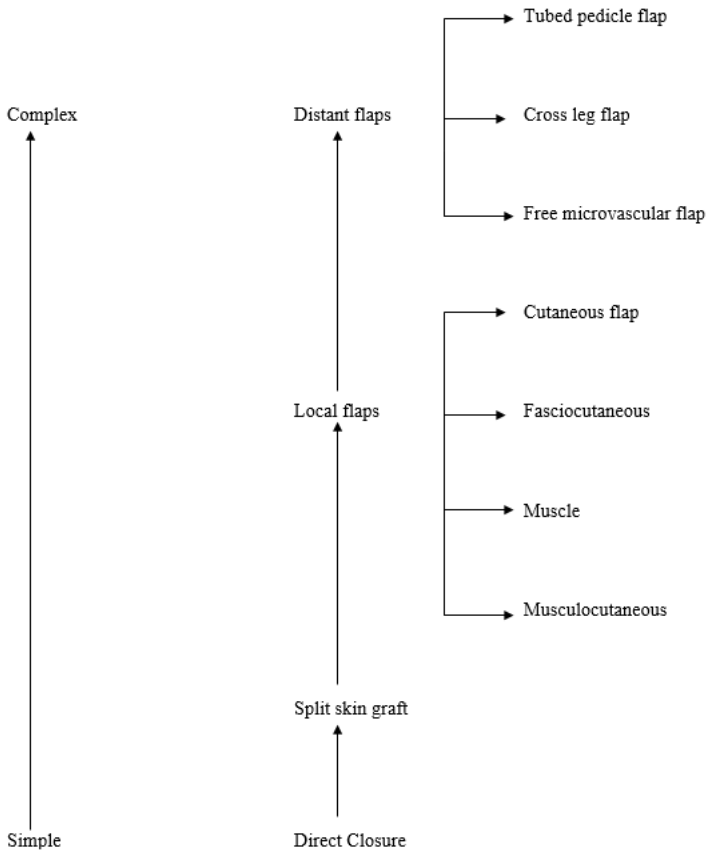 Tubed pedicle flap
Complex
Distant flaps
Cross leg flap
Free microvascular flap
Cutaneous flap
Local flaps
Fasciocutaneous
Muscle
Musculocutaneous
Split skin graft
Simple
Direct Closure